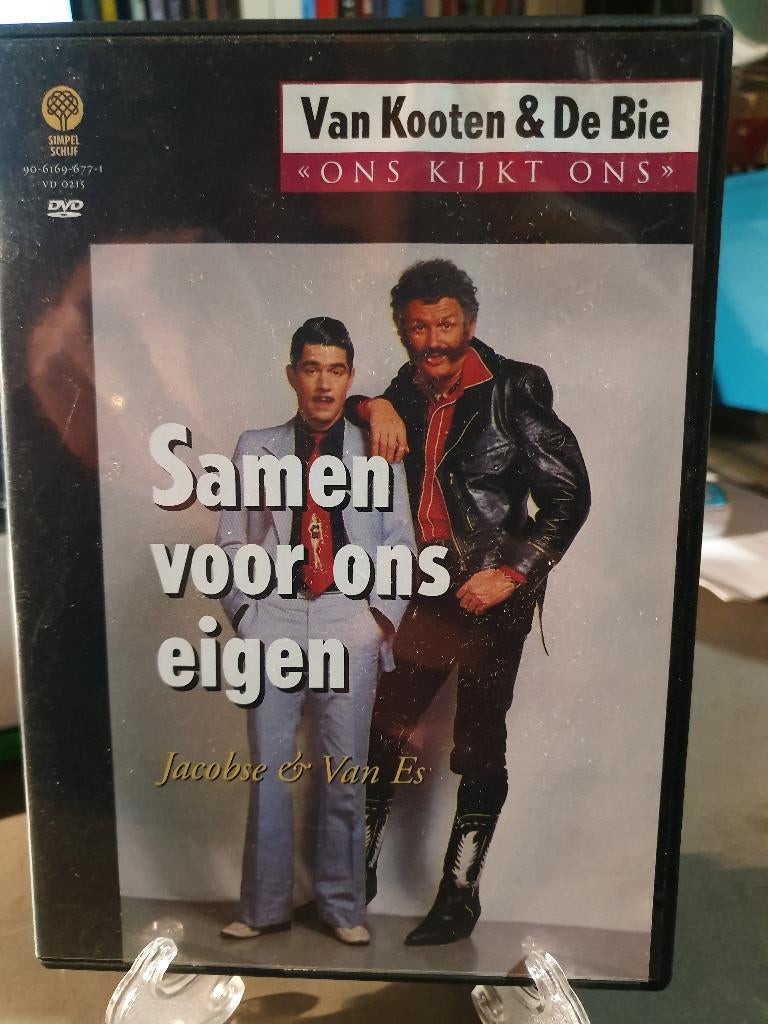 SIMPEL
SCHIJF
90-6169-677-1
VD 0215
DVD
Van Kooten & De Bie
«ONS KIJKT ONS»
Samen
voor ons
eigen
Jacobse & Van Es